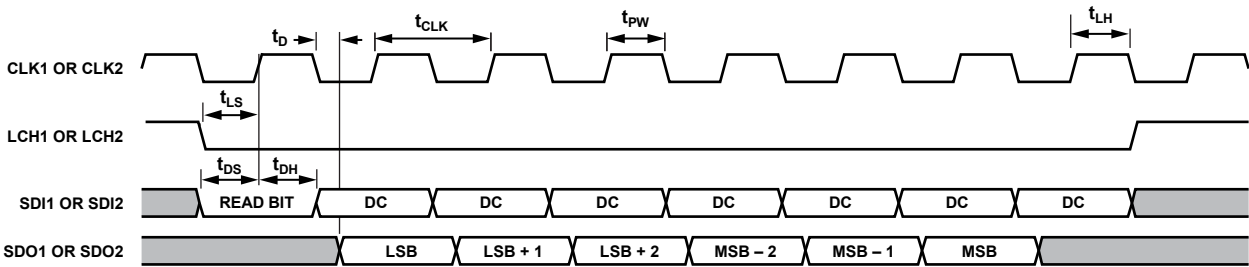 tD tCLK tPW tLH
CLK1 OR CLK2
tLS
LCH1 OR LCH2
tDS tDH
SDI1 OR SDI2 READ BIT DC DC DC DC DC DC DC
SDO1 OR SDO2 LSB LSB + 1 LSB + 2 MSB – 2 MSB – 1 MSB